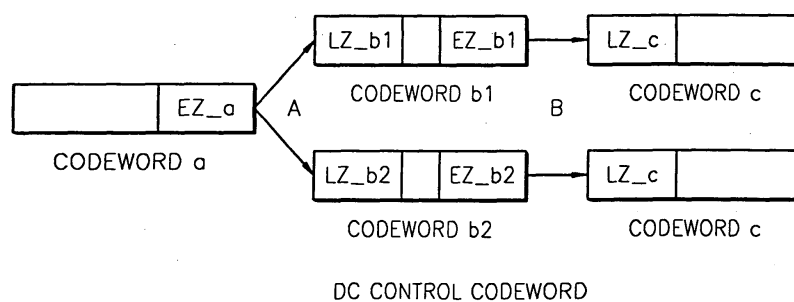 LZ_b1 EZ_b1 LZ_c
CODEWORD b1 B CODEWORD c
EZ_a A
CODEWORD a
LZ_b2 EZ_b2 LZ_c
CODEWORD b2 CODEWORD c
DC CONTROL CODEWORD